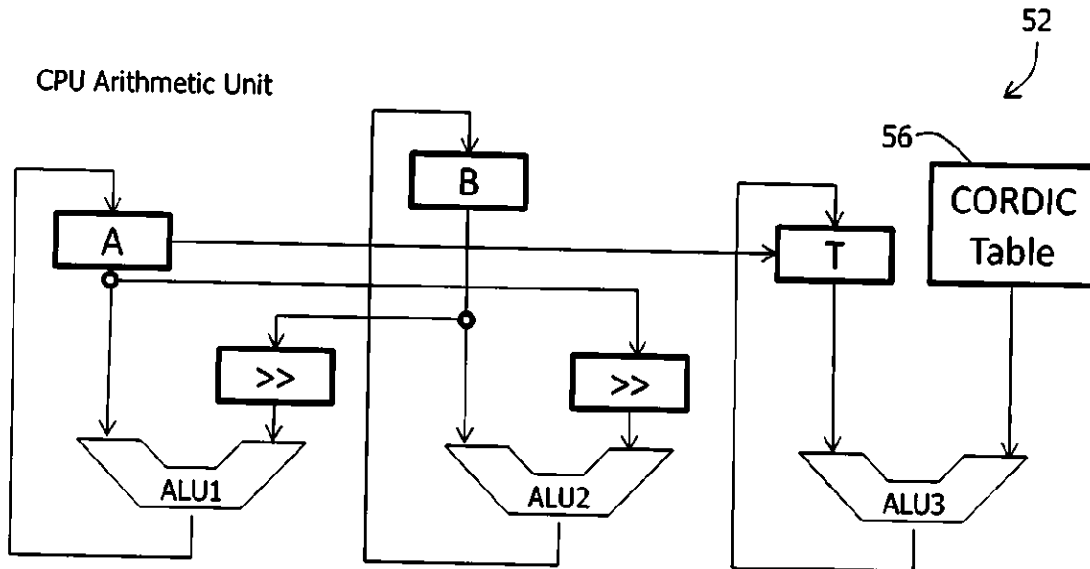 52
CPU Arithmetic Unit
56
B
CORDIC
Table
A
T
>>
>>
ALU1
ALU2
ALU3